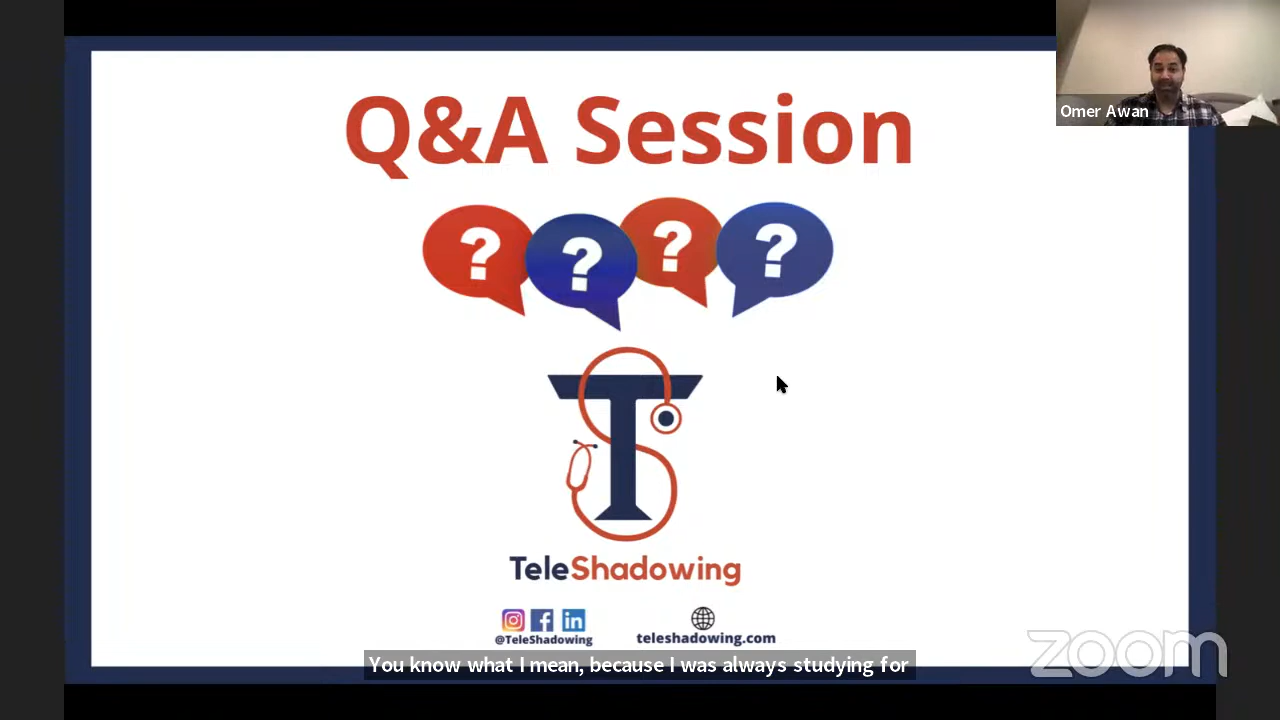 Q&A Session
Omer Awan
? ? ? ?
TeleShadowing
@TeleShadowing
teleshadowing.com
You know what I mean, because I was always studying for
zoom